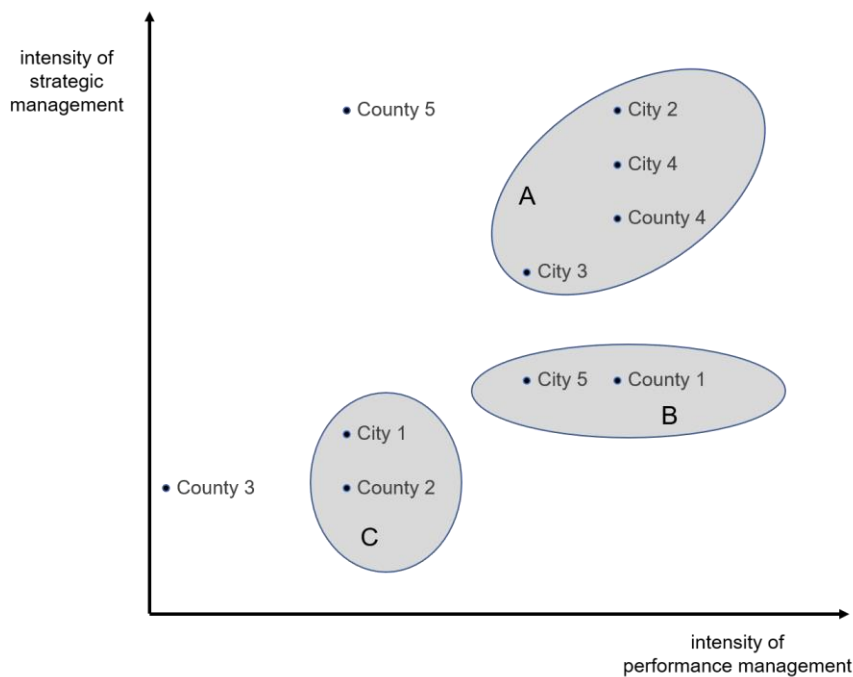 intensity of
strategic
management
County 5
City 2
City 4
A
County 4
City 3
City 5
County 1
B
City 1
County 3
County 2
C
intensity of
performance management